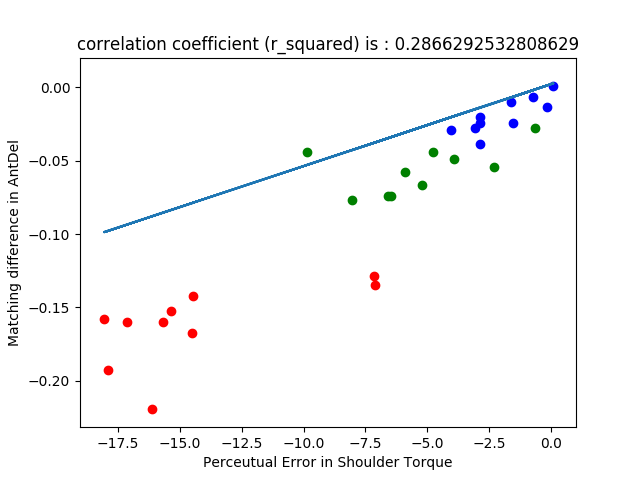 correlation coefficient (r_squared) is : 0.2866292532808629
0.00
−0.05
−0.10
−0.15
−0.20
Matching difference in AntDel
−17.5 −15.0 −12.5 −10.0 −7.5 −5.0 −2.5 0.0
Perceutual Error in Shoulder Torque